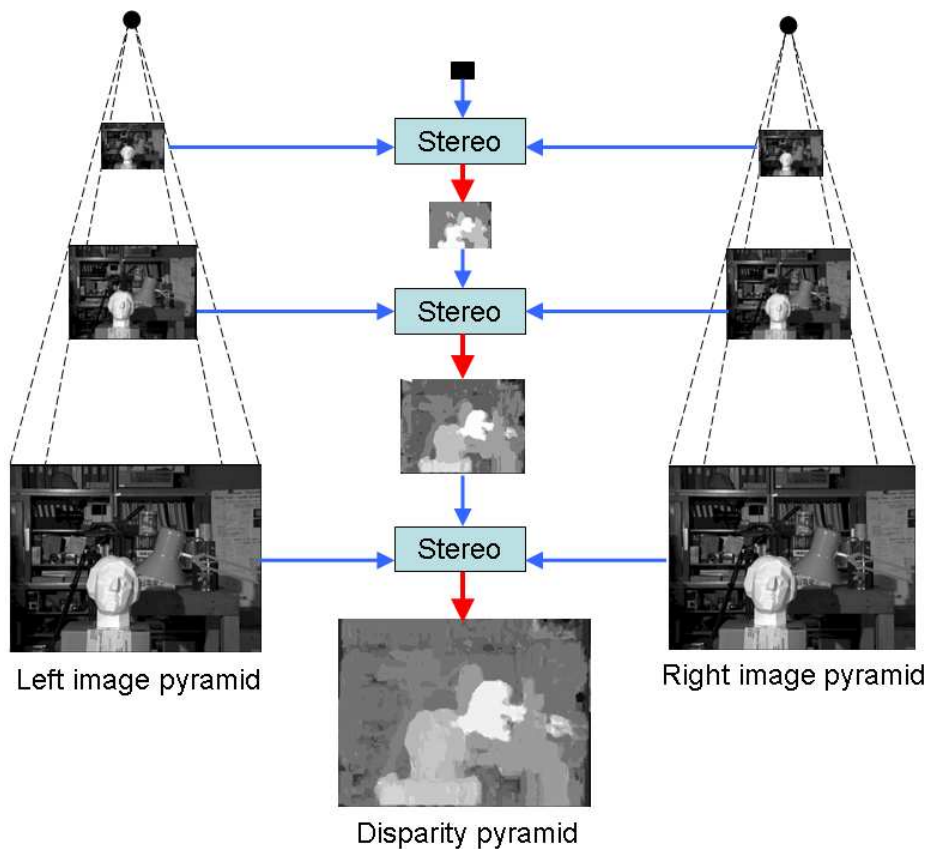 Stereo
Stereo
Stereo
Left image pyramid
Right image pyramid
Disparity pyramid